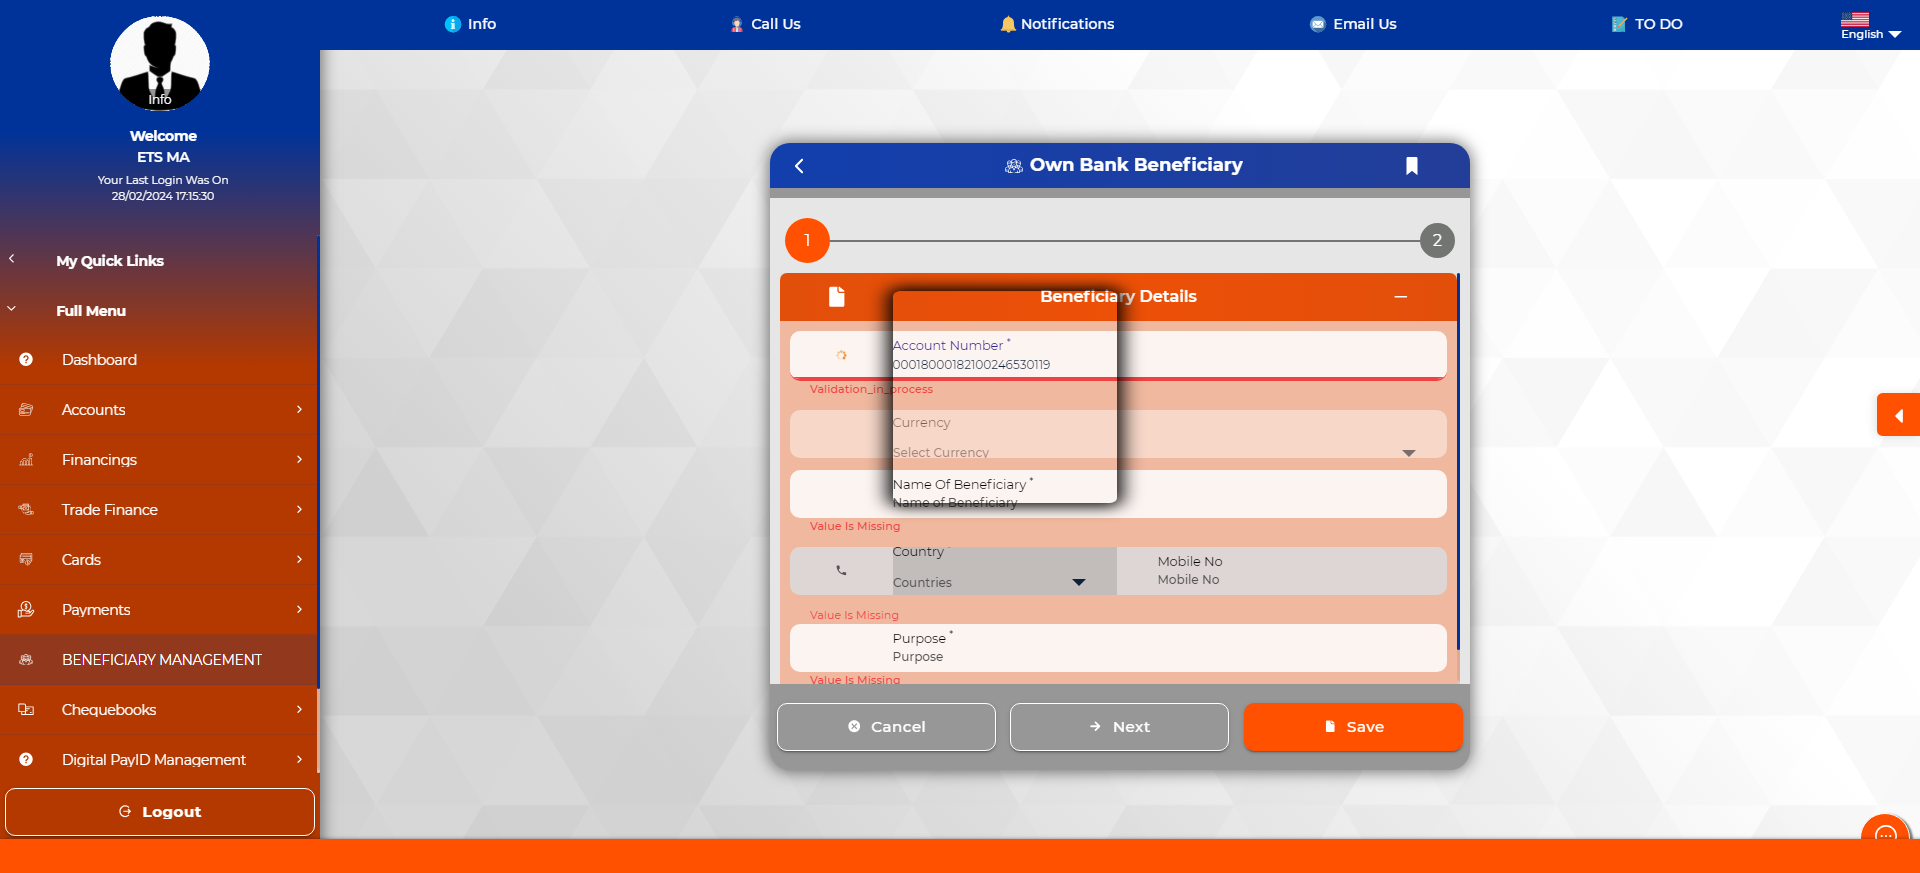 Info
Call Us
Notifications
Email Us
TO DO
English
Info
Welcome
ETS MA
Your Last Login Was On
28/02/2024 17:15:30
My Quick Links
Full Menu
Dashboard
Accounts
Financings
Trade Finance
Cards
Payments
BENEFICIARY MANAGEMENT
Chequebooks
Digital PayID Management
Logout
Own Bank Beneficiary
1
2
Beneficiary Details
Account Number *
00018000182100246530119
Validation_in_process
Currency
Select Currency
Name Of Beneficiary *
Name of Beneficiary
Value Is Missing
Country
Countries
Mobile No
Mobile No
Value Is Missing
Purpose *
Purpose
Value Is Missing
Cancel
Next
Save